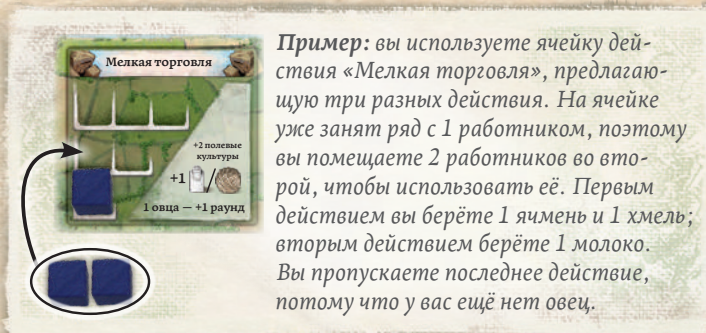 Мелкая торговля
+2 полевые
культуры
+1 /
1 овца — +1 раунд
Пример: вы используете ячейку дей-
ствия «Мелкая торговля», предлагаю-
щую три разных действия. На ячейке
уже занят ряд с 1 работником, поэтому
вы помещаете 2 работников во вто-
рой, чтобы использовать её. Первым
действием вы берёте 1 ячмень и 1 хмель;
вторым действием берёте 1 молоко.
Вы пропускаете последнее действие,
потому что у вас ещё нет овец.